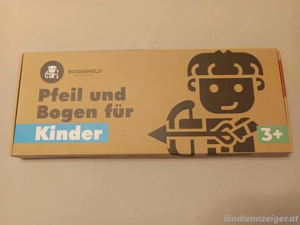 BOGENHELD
Pfeil und
Bogen für
Kinder
3+
ländleanzeiger.at